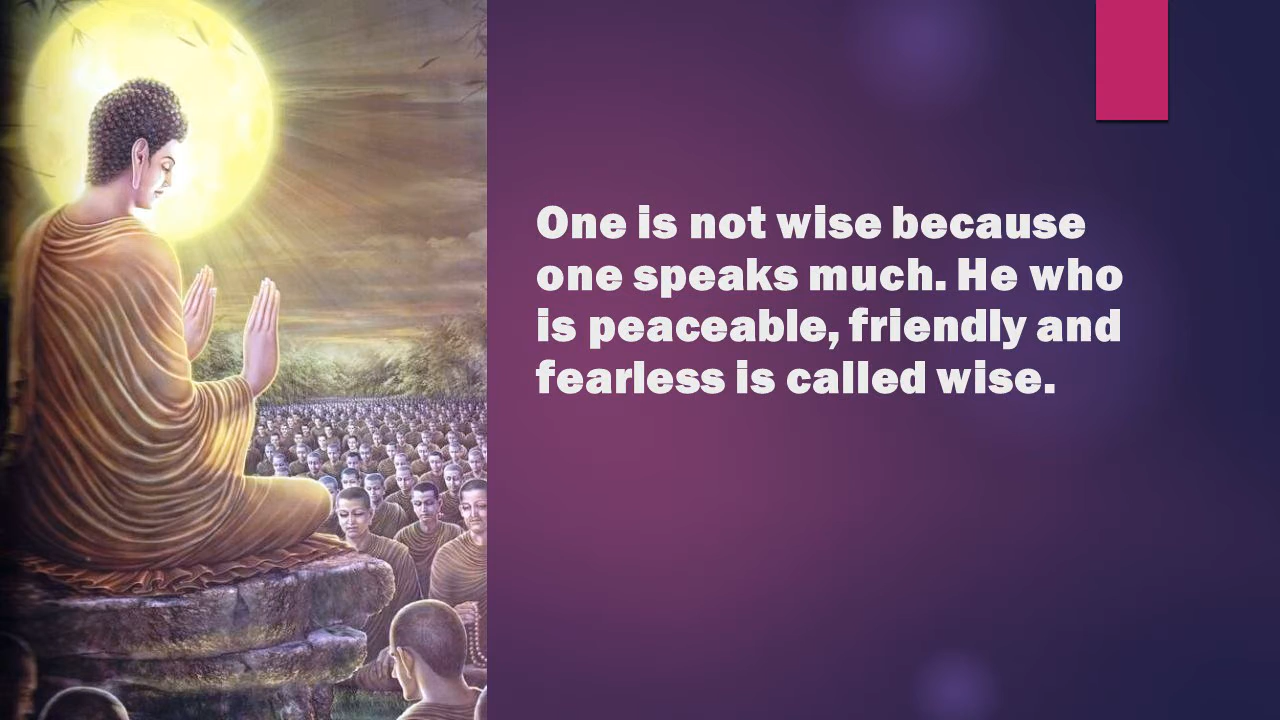 One is not wise because
one speaks much. He who
is peaceable, friendly and
fearless is called wise.